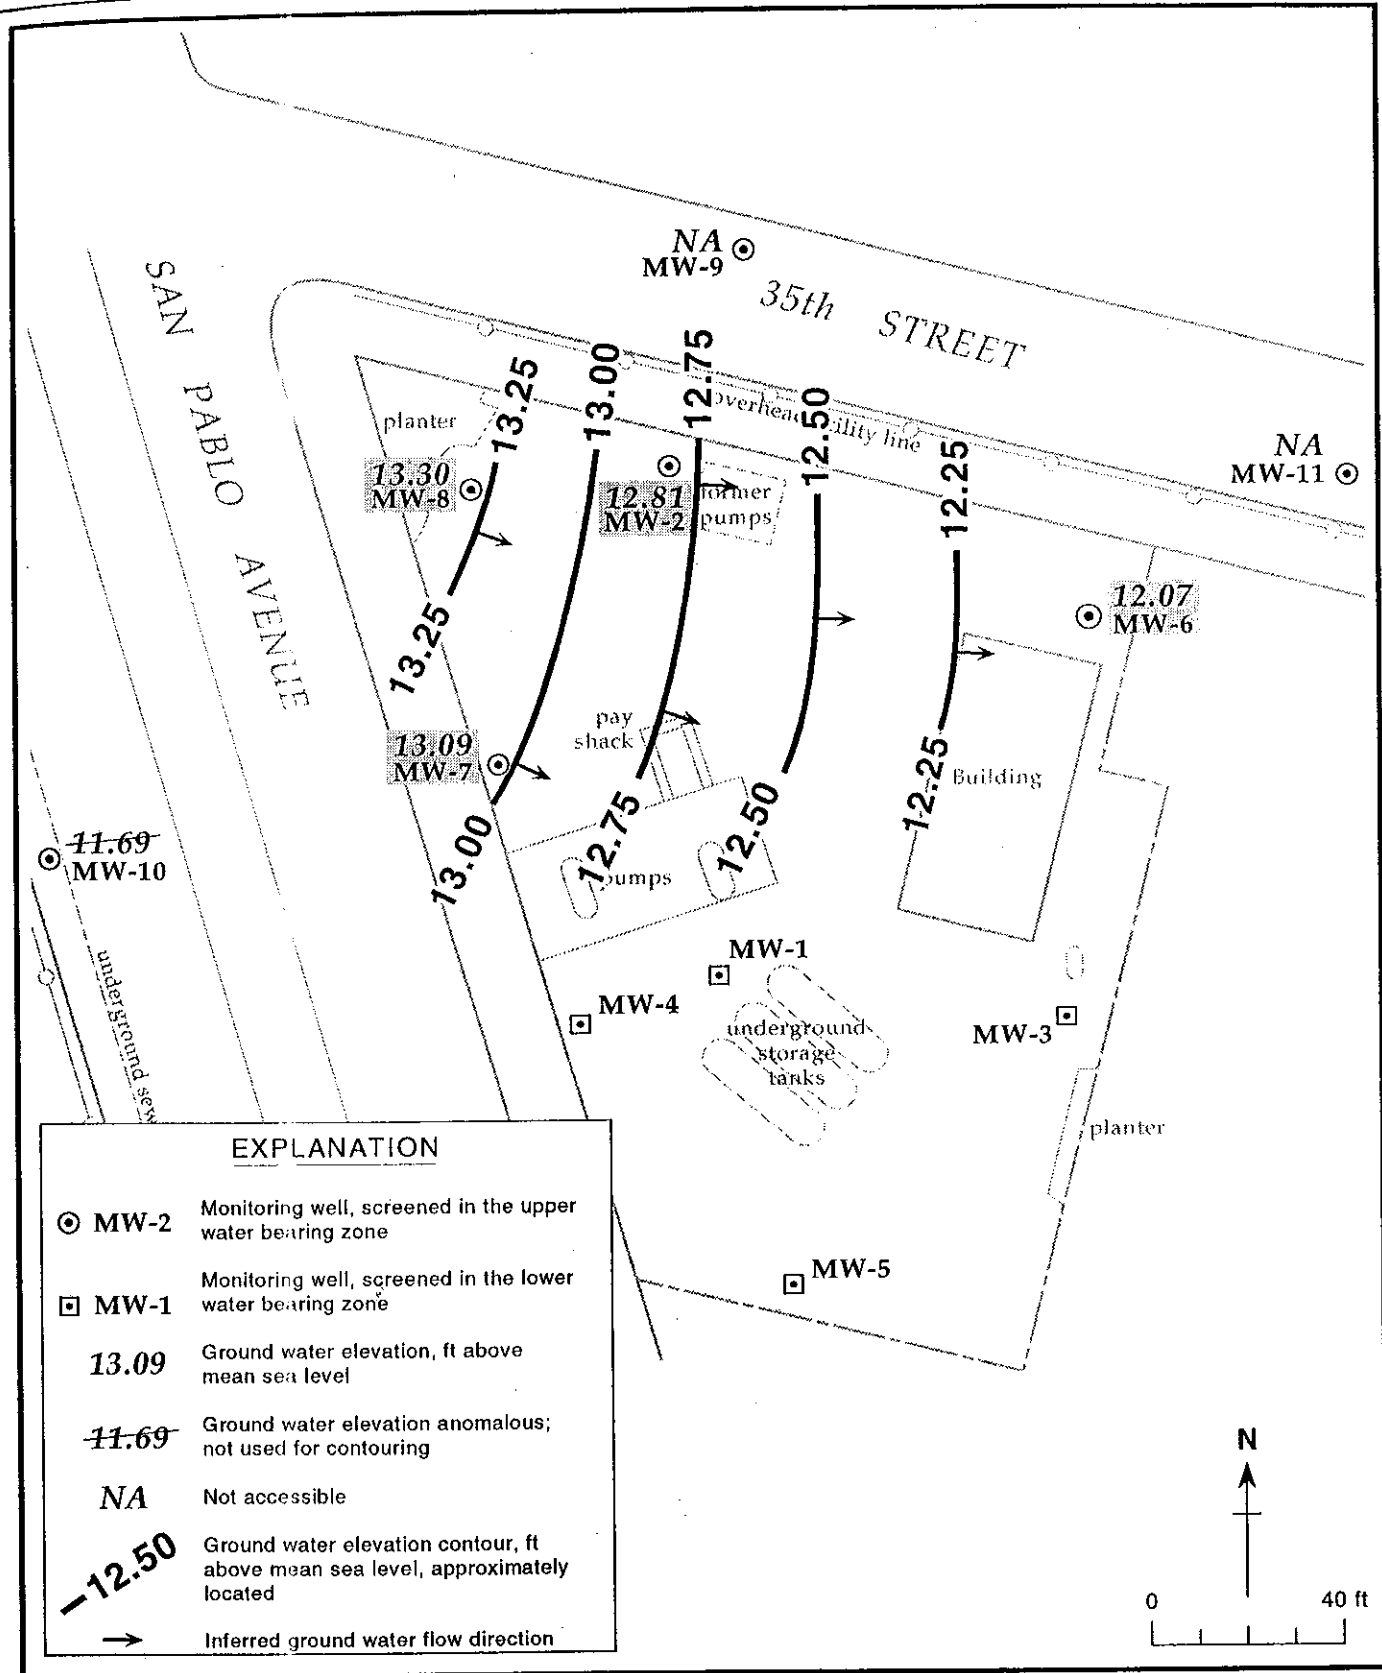 NA
MW-9
35th STREET
SAN PABLO AVENUE
13.25
13.00
12.75
12.50
12.25
overhead utility line
planter
NA
MW-11
13.30
MW-8
12.81
MW-2
former
pumps
12.07
MW-6
13.25
pay
shack
13.09
MW-7
Building
11.69
MW-10
13.00
12.75
12.50
12.25
pumps
MW-1
MW-4
underground
storage
tanks
MW-3
underground sew
planter
MW-5
EXPLANATION
MW-2 Monitoring well, screened in the upper
water bearing zone
MW-1 Monitoring well, screened in the lower
water bearing zone
13.09 Ground water elevation, ft above
mean sea level
11.69 Ground water elevation anomalous;
not used for contouring
NA Not accessible
12.50 Ground water elevation contour, ft
above mean sea level, approximately
located
Inferred ground water flow direction
N
0 40 ft